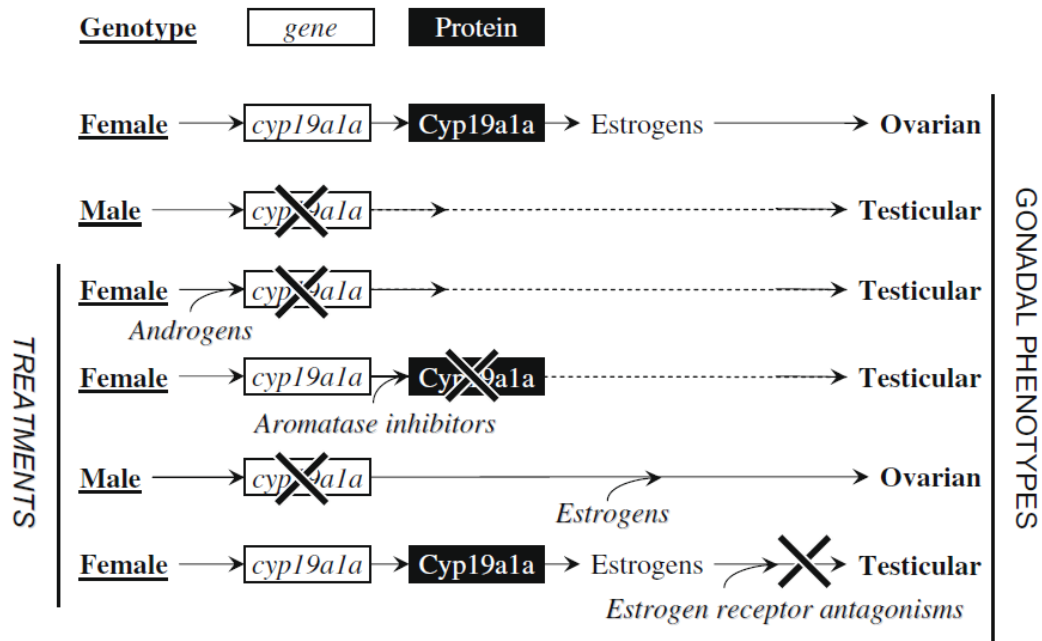 Genotype gene Protein
Female cyp19a1a Cyp19a1a Estrogens Ovarian
Male cyp19a1a Testicular
Female cyp19a1a Testicular
Androgens
Female cyp19a1a Cyp19a1a Testicular
Aromatase inhibitors
Male cyp19a1a Ovarian
Estrogens
Female cyp19a1a Cyp19a1a Estrogens Testicular
Estrogen receptor antagonisms
TREATMENTS
GONADAL PHENOTYPES